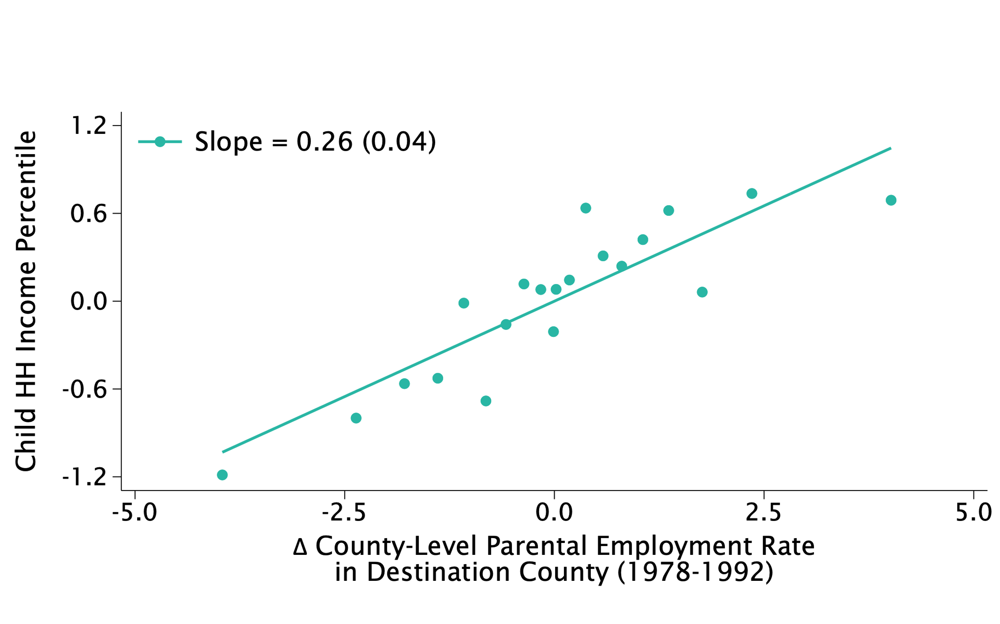 Child HH Income Percentile
1.2
0.6
0.0
-0.6
-1.2
Slope = 0.26 (0.04)
-5.0
-2.5
0.0
2.5
5.0
Δ County-Level Parental Employment Rate
in Destination County (1978-1992)